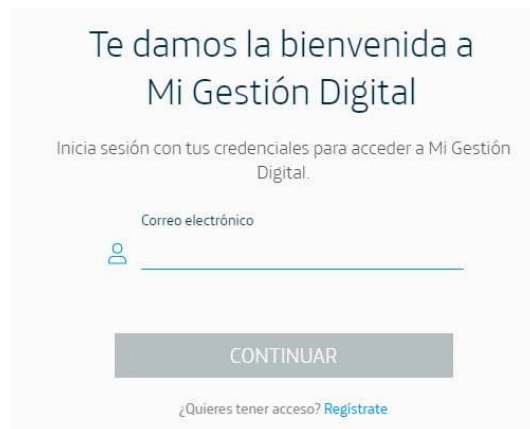 Te damos la bienvenida a
Mi Gestión Digital
Inicia sesión con tus credenciales para acceder a Mi Gestión
Digital.
Correo electrónico
CONTINUAR
¿Quieres tener acceso? Regístrate